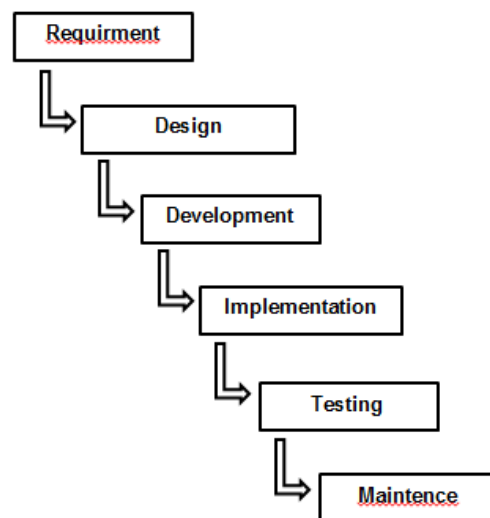 Requirment
Design
Development
Implementation
Testing
Maintence